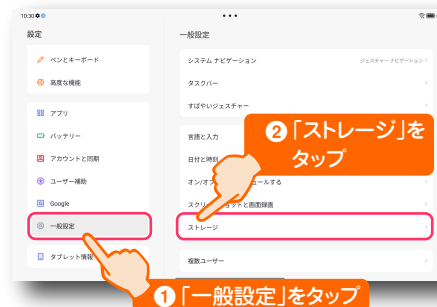 10:30
設定
ペンとキーボード
高度な機能
アプリ
バッテリー
アカウントと同期
ユーザー補助
Google
一般設定
タブレット情報
一般設定
システム ナビゲーション
ジェスチャー ナビゲーション
タスクバー
すばやいジェスチャー
言語と入力
日付と時刻
オン/オフ
ュールする
スクリ
ョットと画面録画
ストレージ
複数ユーザー
❷「ストレージ」を
タップ
❶「一般設定」をタップ